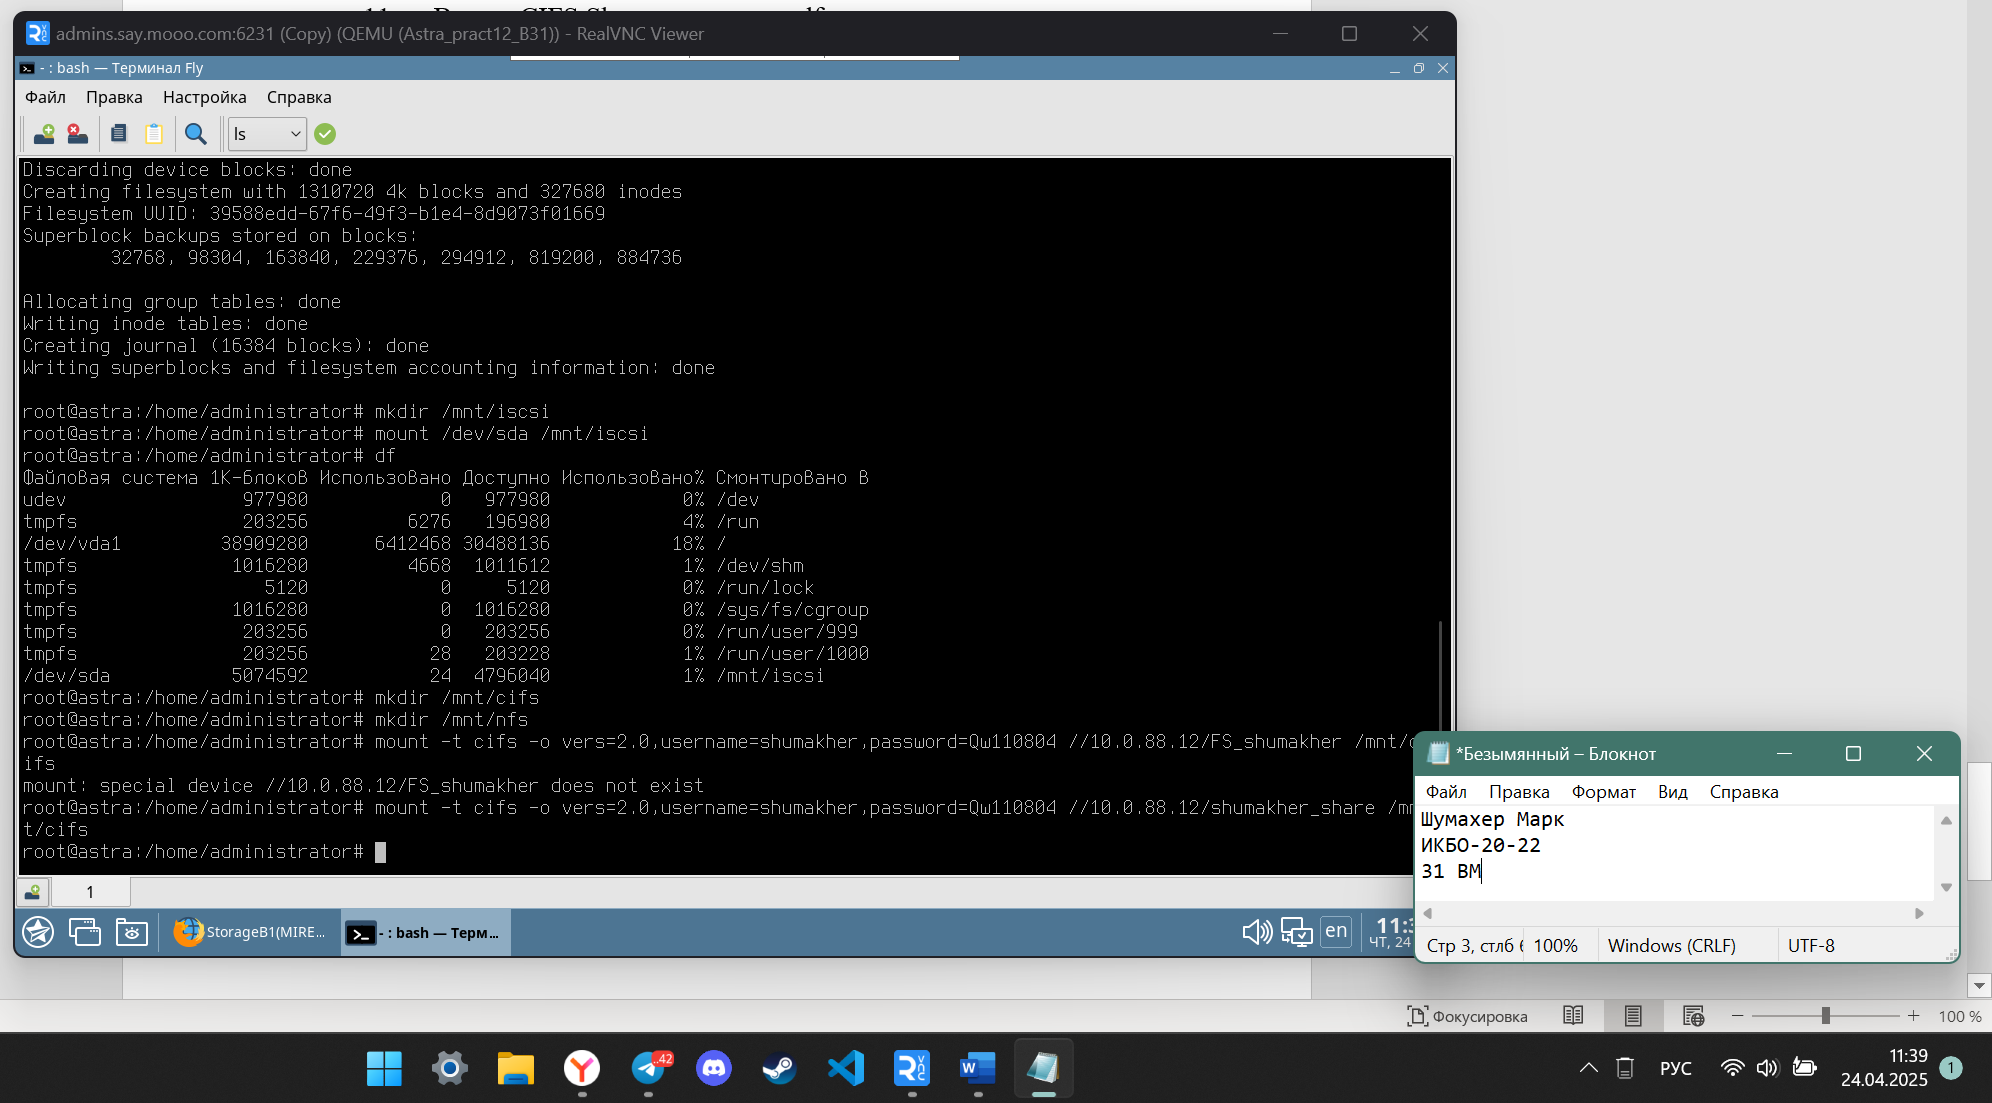 admins.say.mooo.com:6231 (Copy) (QEMU (Astra_pract12_B31)) - RealVNC Viewer
- : bash — Терминал Fly
Файл Правка Настройка Справка
ls
Discarding device blocks: done
Creating filesystem with 1310720 4k blocks and 327680 inodes
Filesystem UUID: 39588edd-67f6-49f3-b1e4-8d9073f01669
Superblock backups stored on blocks:
32768, 98304, 163840, 229376, 294912, 819200, 884736
Allocating group tables: done
Writing inode tables: done
Creating journal (16384 blocks): done
Writing superblocks and filesystem accounting information: done
root@astra:/home/administrator# mkdir /mnt/iscsi
root@astra:/home/administrator# mount /dev/sda /mnt/iscsi
root@astra:/home/administrator# df
Файловая система 1K-блоков Использовано Доступно Использовано% Смонтировано в
udev 977980 0 977980 0% /dev
tmpfs 203256 6276 196980 4% /run
/dev/vda1 38909280 6412468 30488136 18% /
tmpfs 1016280 4668 1011612 1% /dev/shm
tmpfs 5120 0 5120 0% /run/lock
tmpfs 1016280 0 1016280 0% /sys/fs/cgroup
tmpfs 203256 0 203256 0% /run/user/999
tmpfs 203256 28 203228 1% /run/user/1000
/dev/sda 5074592 24 4796040 1% /mnt/iscsi
root@astra:/home/administrator# mkdir /mnt/cifs
root@astra:/home/administrator# mkdir /mnt/nfs
root@astra:/home/administrator# mount -t cifs -o vers=2.0,username=shumakher,password=Qw110804 //10.0.88.12/FS_shumakher /mnt/c
ifs
mount: special device //10.0.88.12/FS_shumakher does not exist
root@astra:/home/administrator# mount -t cifs -o vers=2.0,username=shumakher,password=Qw110804 //10.0.88.12/shumakher_share /mn
t/cifs
root@astra:/home/administrator#
1
StorageB1(MIRE...
- : bash — Терм...
en
11:3
ЧТ, 24
*Безымянный – Блокнот
Файл Правка Формат Вид Справка
Шумахер Марк
ИКБО-20-22
31 ВМ
Стр 3, стлб 6 100% Windows (CRLF) UTF-8
Фокусировка
100 %
..42
РУС
11:39
24.04.2025
1